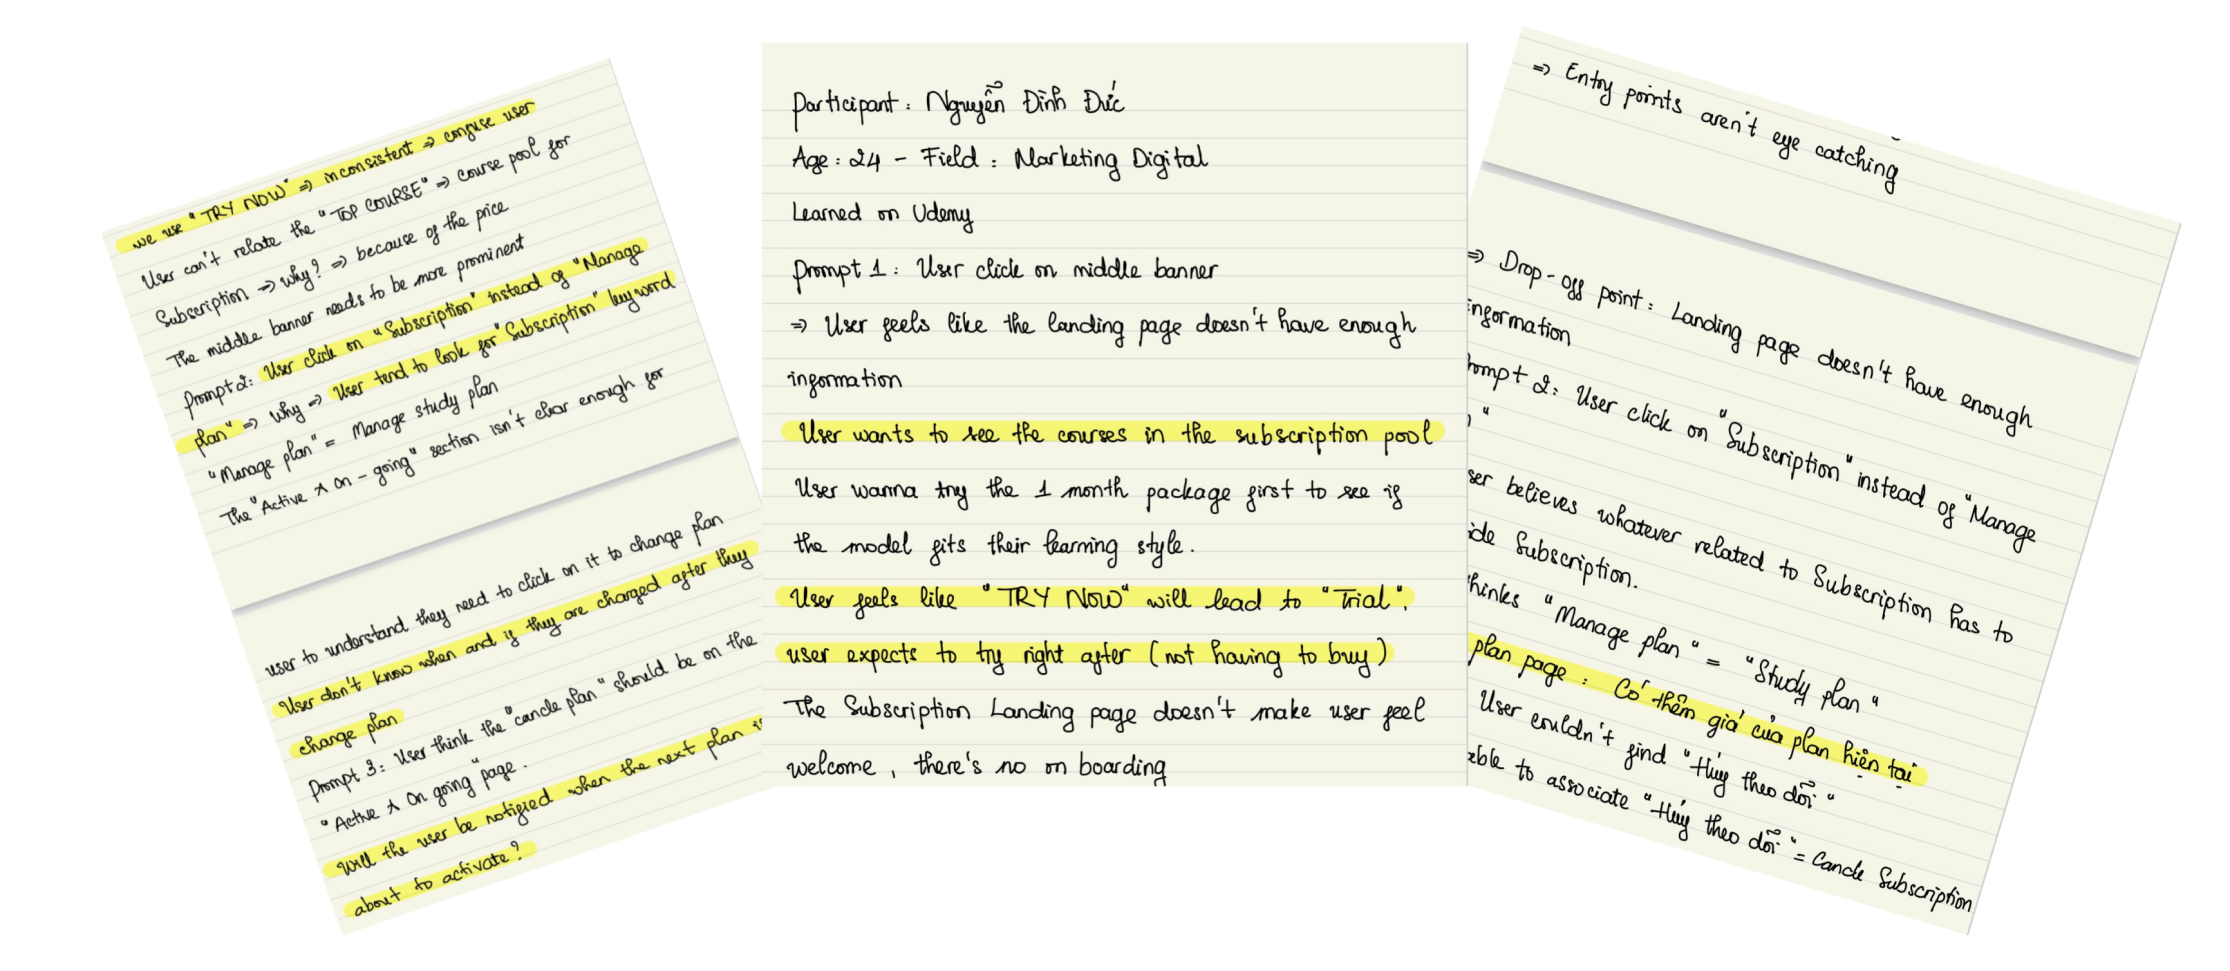 we use "TRY NOW" => inconsistent => confuse user
User can't relate the "TOP COURSE" => course pool for
Subscription => why? => because of the price
The middle banner needs to be more prominent
Prompt 2: User click on "Subscription" instead of "Manage
plan" => why => User tend to look for "Subscription" keyword
"Manage plan" = Manage study plan
The "Active & on-going" section isn't clear enough for
user to understand they need to click on it to change plan
User don't know when and if they are charged after they
change plan
Prompt 3: User think the "cancle plan" should be on the
"Active & On going" page.
Will the user be notified when the next plan is
about to activate?
Participant: Nguyễn Đình Đức
Age: 24 - Field: Marketing Digital
Learned on Udemy
Prompt 1: User click on middle banner
=> User feels like the landing page doesn't have enough
information
User wants to see the courses in the subscription pool
User wanna try the 1 month package first to see if
the model fits their learning style.
User feels like "TRY NOW" will lead to "Trial".
user expects to try right after (not having to buy)
The Subscription Landing page doesn't make user feel
welcome, there's no on boarding
=> Entry points aren't eye catching
=> Drop-off point: Landing page doesn't have enough
information
rompt 2: User click on "Subscription" instead of "Manage
"
ser believes whatever related to Subscription has to
ide Subscription.
hinks "Manage plan" = "Study plan"
plan page: Có thêm giá của plan hiện tại
User couldn't find "Hủy theo dõi"
able to associate "Hủy theo dõi" = Cancle Subscription